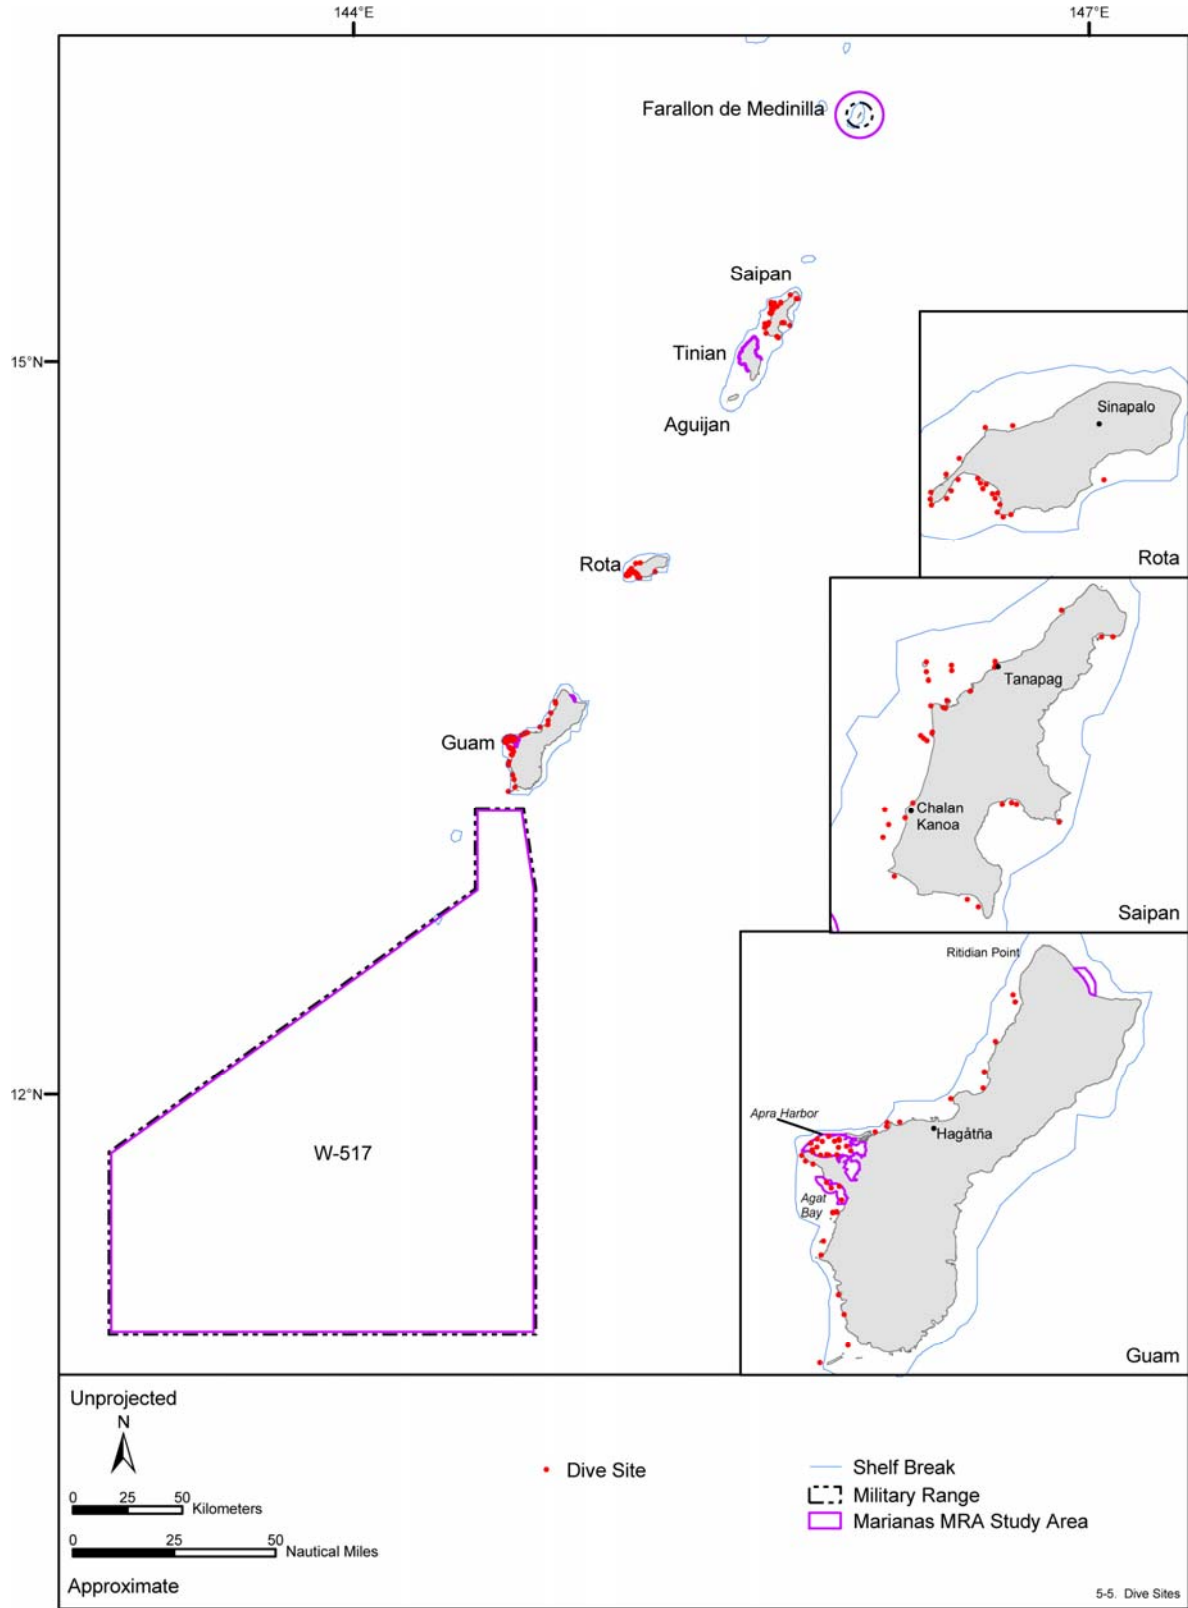 144°E
147°E
Farallon de Medinilla
Saipan
15°N
Tinian
Aguijan
Sinapalo
Rota
Rota
Tanapag
Guam
Chalan
Kanoa
Saipan
Ritidian Point
12°N
Apra Harbor
Hagåtña
W-517
Agat
Bay
Guam
Unprojected
N
0 25 50 Kilometers
0 25 50 Nautical Miles
Approximate
Dive Site
Shelf Break
Military Range
Marianas MRA Study Area
5-5. Dive Sites